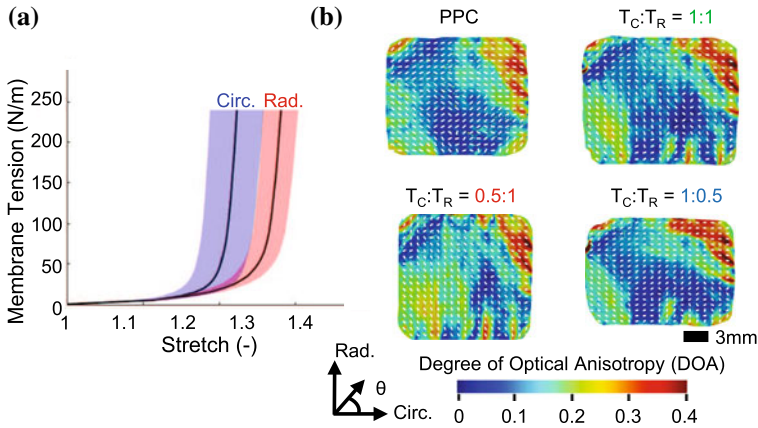 (a)
Membrane Tension (N/m)
250
200
150
100
50
0
Circ. Rad.
1 1.1 1.2 1.3 1.4
Stretch (-)
(b)
PPC
T_C:T_R = 1:1
T_C:T_R = 0.5:1
T_C:T_R = 1:0.5
3mm
Rad.
θ
Circ.
Degree of Optical Anisotropy (DOA)
0 0.1 0.2 0.3 0.4